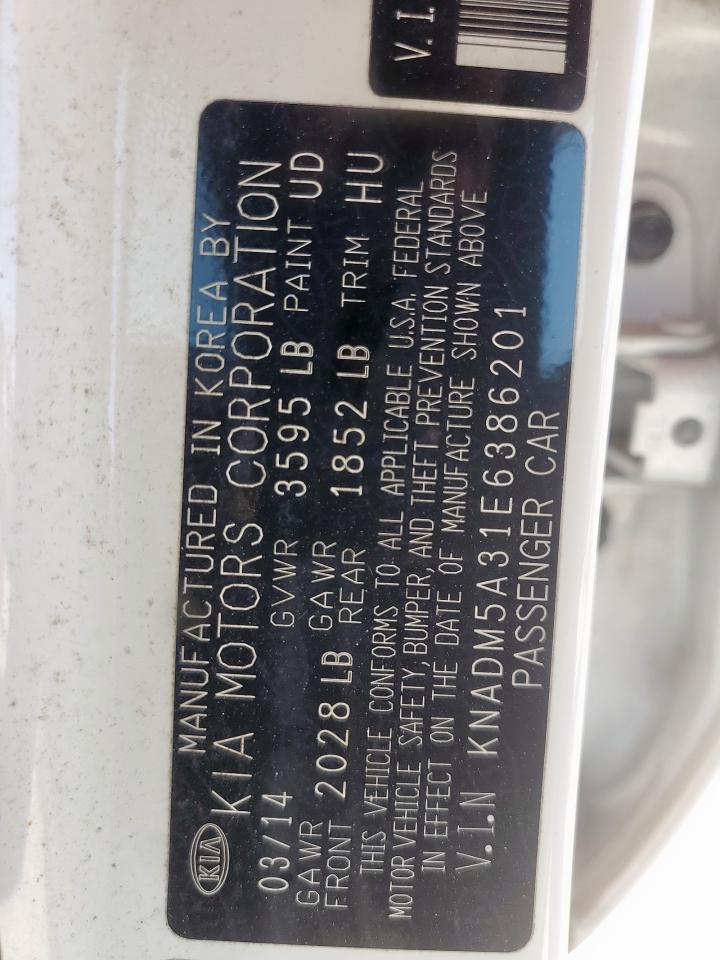 V. I.
KIA
MANUFACTURED IN KOREA BY
KIA MOTORS CORPORATION
03/14 GVWR 3595 LB PAINT UD
GAWR FRONT 2028 LB GAWR REAR 1852 LB TRIM HU
THIS VEHICLE CONFORMS TO ALL APPLICABLE U.S.A. FEDERAL
MOTOR VEHICLE SAFETY, BUMPER, AND THEFT PREVENTION STANDARDS
IN EFFECT ON THE DATE OF MANUFACTURE SHOWN ABOVE
V.I.N KNADM5A31E6386201
PASSENGER CAR